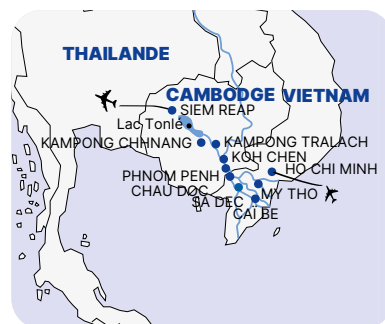 THAILANDE
CAMBODGE VIETNAM
SIEM REAP
Lac Tonlé
KAMPONG CHHNANG KAMPONG TRALACH
KOH CHEN
HO CHI MINH
PHNOM PENH
CHAU DOC
MY THO
SA DEC
CAI BE